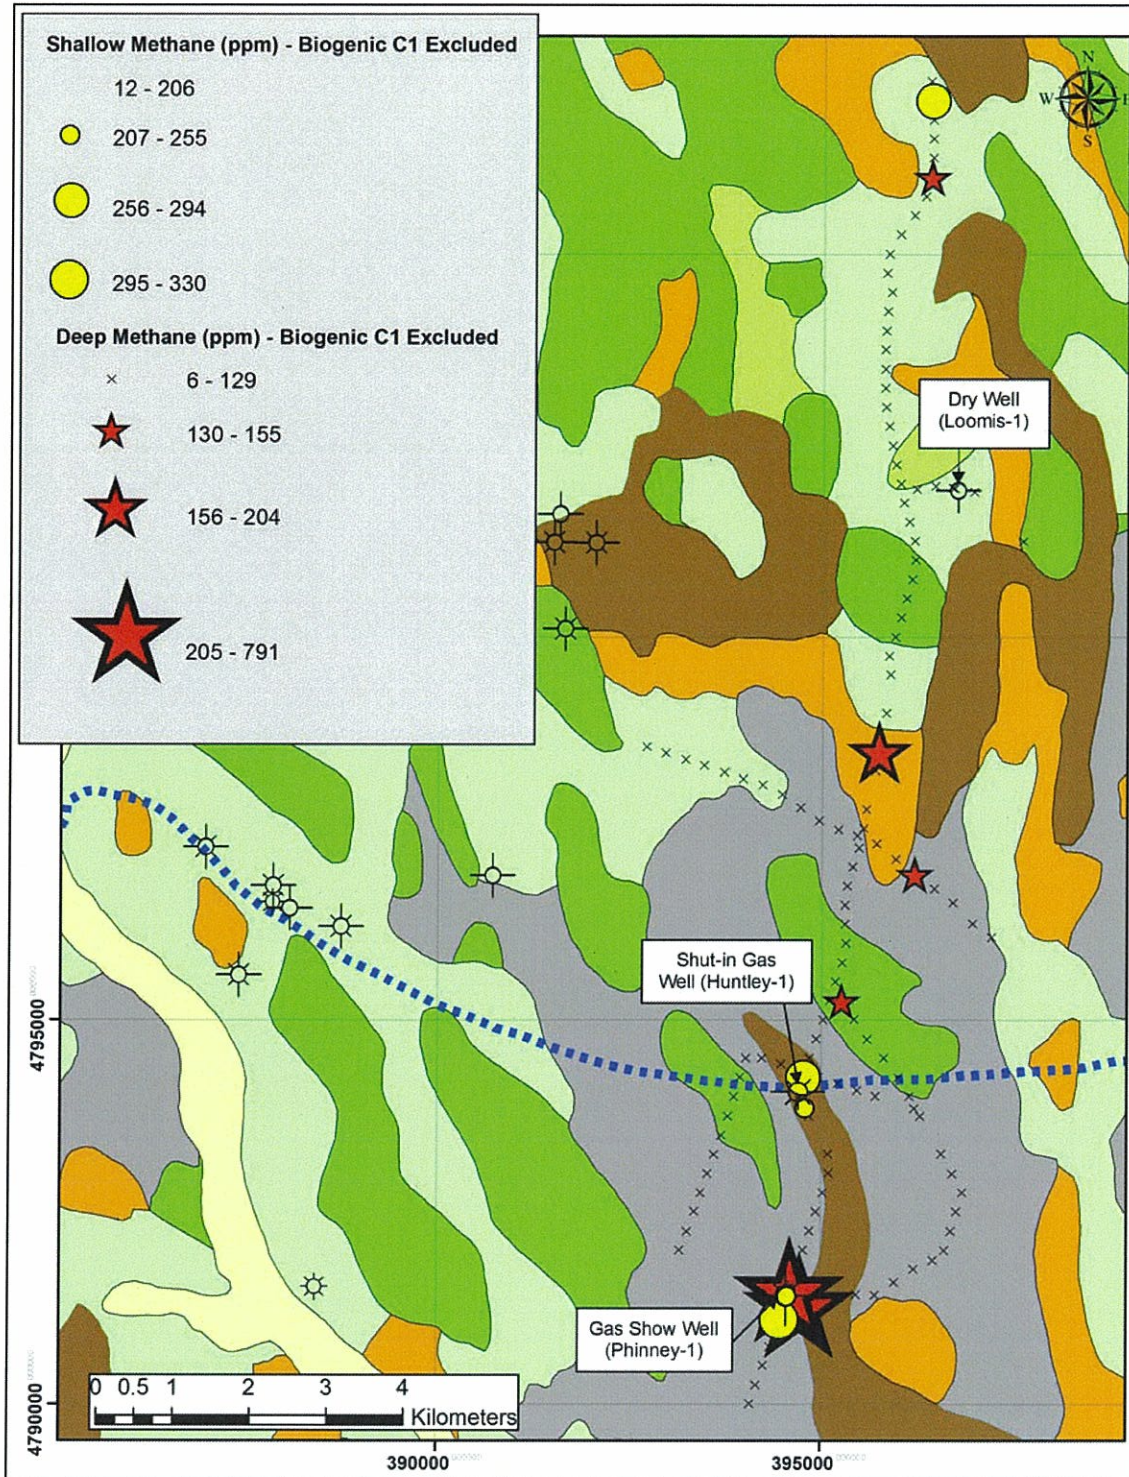 Shallow Methane (ppm) - Biogenic C1 Excluded
12 - 206
207 - 255
256 - 294
295 - 330
Deep Methane (ppm) - Biogenic C1 Excluded
6 - 129
130 - 155
156 - 204
205 - 791
N
W
E
S
Dry Well
(Loomis-1)
Shut-in Gas
Well (Huntley-1)
Gas Show Well
(Phinney-1)
4795000
4790000
0 0.5 1 2 3 4
Kilometers
390000
395000